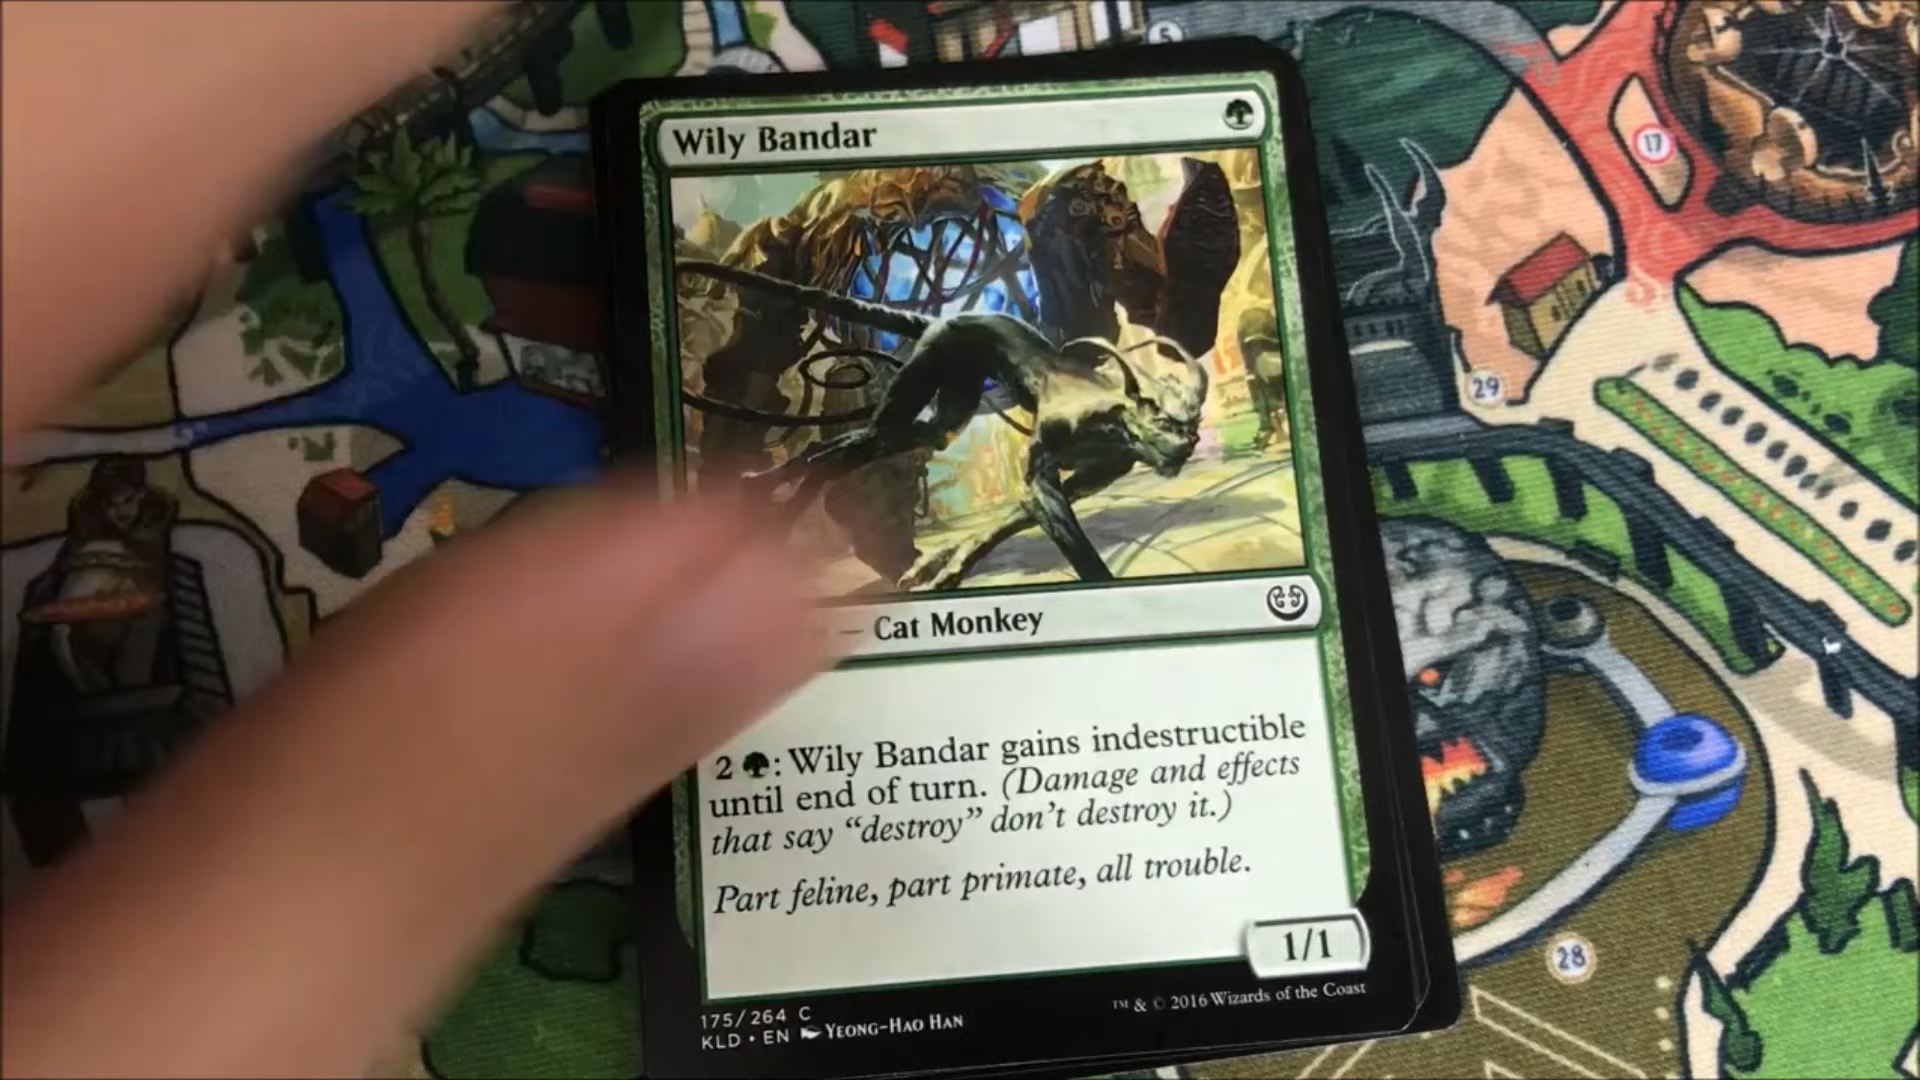 5
Wily Bandar
17
29
— Cat Monkey
2 : Wily Bandar gains indestructible
until end of turn. (Damage and effects
that say “destroy” don’t destroy it.)
Part feline, part primate, all trouble.
1/1
28
175/264 C
KLD • EN YEONG-HAO HAN
™ & © 2016 Wizards of the Coast